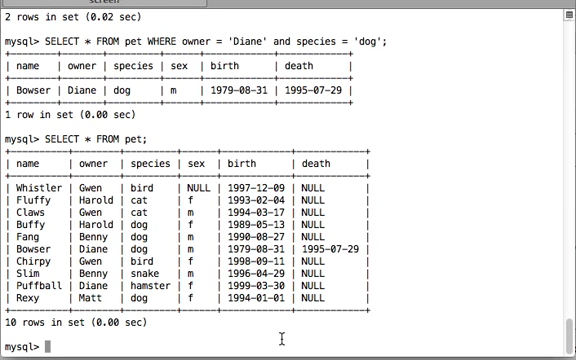 screen
2 rows in set (0.02 sec)
mysql> SELECT * FROM pet WHERE owner = 'Diane' and species = 'dog';
+--------+-------+---------+------+------------+------------+
| name | owner | species | sex | birth | death |
+--------+-------+---------+------+------------+------------+
| Bowser | Diane | dog | m | 1979-08-31 | 1995-07-29 |
+--------+-------+---------+------+------------+------------+
1 row in set (0.00 sec)
mysql> SELECT * FROM pet;
+----------+--------+---------+------+------------+------------+
| name | owner | species | sex | birth | death |
+----------+--------+---------+------+------------+------------+
| Whistler | Gwen | bird | NULL | 1997-12-09 | NULL |
| Fluffy | Harold | cat | f | 1993-02-04 | NULL |
| Claws | Gwen | cat | m | 1994-03-17 | NULL |
| Buffy | Harold | dog | f | 1989-05-13 | NULL |
| Fang | Benny | dog | m | 1990-08-27 | NULL |
| Bowser | Diane | dog | m | 1979-08-31 | 1995-07-29 |
| Chirpy | Gwen | bird | f | 1998-09-11 | NULL |
| Slim | Benny | snake | m | 1996-04-29 | NULL |
| Puffball | Diane | hamster | f | 1999-03-30 | NULL |
| Rexy | Matt | dog | f | 1994-01-01 | NULL |
+----------+--------+---------+------+------------+------------+
10 rows in set (0.00 sec)
mysql>